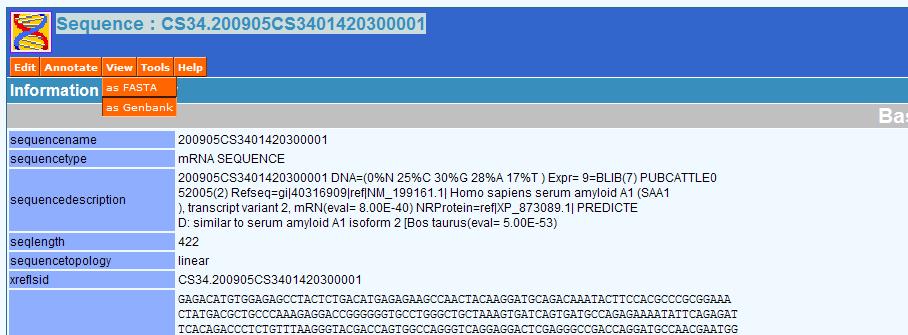 Sequence : CS34.200905CS3401420300001
Edit Annotate View Tools Help
Information
as FASTA
as Genbank
Bas
sequencename 200905CS3401420300001
sequencetype mRNA SEQUENCE
sequencedescription 200905CS3401420300001 DNA=(0%N 25%C 30%G 28%A 17%T ) Expr= 9=BLIB(7) PUBCATTLE0
52005(2) Refseq=gi|40316909|ref|NM_199161.1| Homo sapiens serum amyloid A1 (SAA1
), transcript variant 2, mRN(eval= 8.00E-40) NRProtein=ref|XP_873089.1| PREDICTE
D: similar to serum amyloid A1 isoform 2 [Bos taurus(eval= 5.00E-53)
seqlength 422
sequencetopology linear
xreflsid CS34.200905CS3401420300001
GAGACATGTGGAGAGCCTACTCTGACATGAGAGAAGCCAACTACAAGGATGCAGACAAATACTTCCACGCCCGCGGAAA
CTATGACGCTGCCCAAAGAGGACCGGGGGGTGCCTGGGCTGCTAAAGTGATCAGTGATGCCAGAGAAAATATTCAGAGAT
TCACAGACCTCTGTTTAAGGGTACGACCAGTGGCCAGGGTCAGGAGGACTCGAGGGCCGACCAGGATGCCAACGAATGG